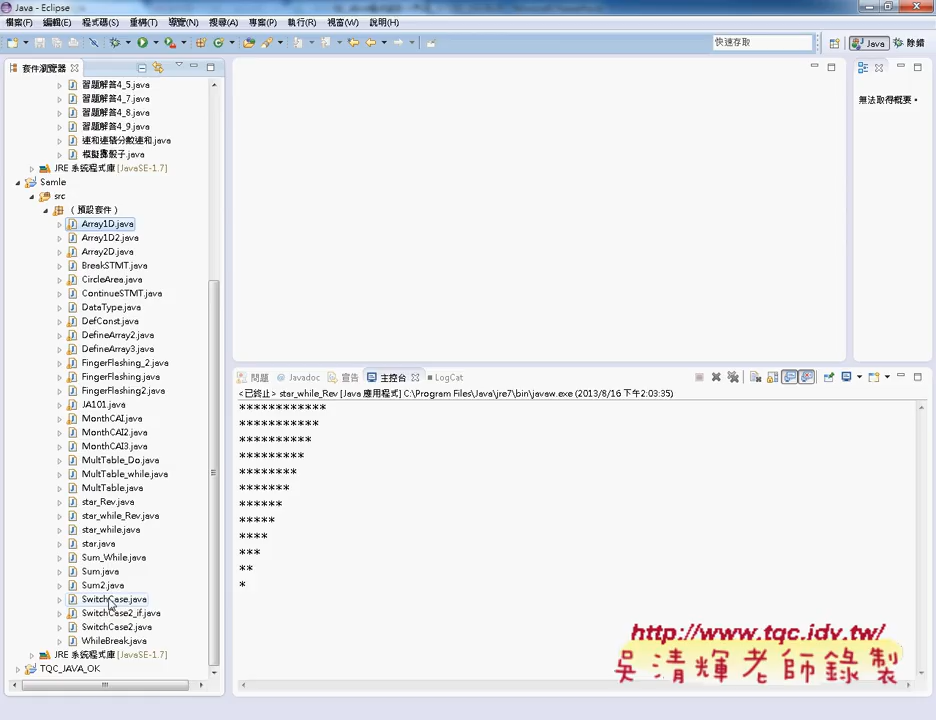 Java - Eclipse
檔案(F) 編輯(E) 程式碼(S) 重構(T) 導覽(N) 搜尋(A) 專案(P) 執行(R) 視窗(W) 說明(H)
快速存取
Java 除錯
套件瀏覽器
無法取得概要。
習題解答4_5.java
習題解答4_7.java
習題解答4_8.java
習題解答4_9.java
連和連積分數連和.java
模擬擲骰子.java
JRE 系統程式庫 [JavaSE-1.7]
Samle
src
(預設套件)
Array1D.java
Array1D2.java
Array2D.java
BreakSTMT.java
CircleArea.java
ContinueSTMT.java
DataType.java
DefConst.java
DefineArray2.java
DefineArray3.java
FingerFlashing_2.java
FingerFlashing.java
FingerFlashing2.java
JA101.java
MonthCAI.java
MonthCAI2.java
MonthCAI3.java
MultTable_Do.java
MultTable_while.java
MultTable.java
star_Rev.java
star_while_Rev.java
star_while.java
star.java
Sum_While.java
Sum.java
Sum2.java
SwitchCase.java
SwitchCase2_if.java
SwitchCase2.java
WhileBreak.java
JRE 系統程式庫 [JavaSE-1.7]
TQC_JAVA_OK
問題 Javadoc 宣告 主控台 LogCat
<已終止> star_while_Rev [Java 應用程式] C:\Program Files\Java\jre7\bin\javaw.exe (2013/8/16 下午 2:03:35)
************
***********
**********
*********
********
*******
******
*****
****
***
**
*
http://www.tqc.idv.tw/
吳清輝老師錄製